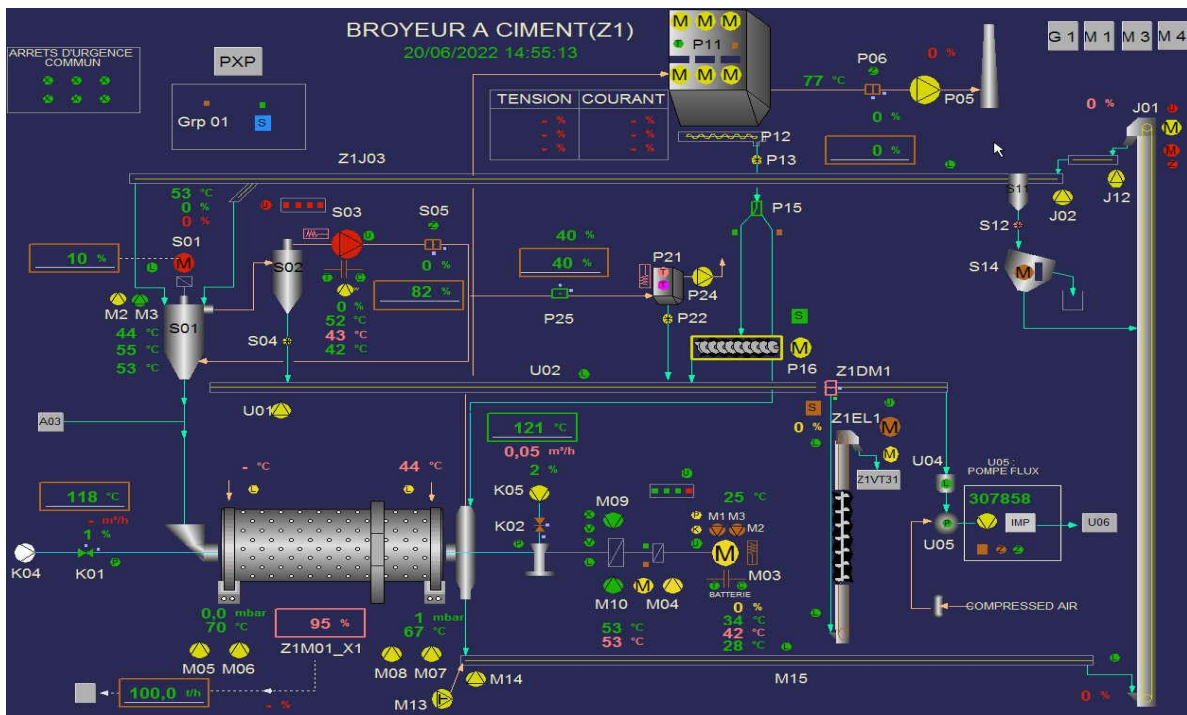 BROYEUR A CIMENT(Z1)
20/06/2022 14:55:13
ARRETS D'URGENCE
COMMUN
PXP
Grp 01
S
TENSION COURANT
- % - %
- % - %
- % - %
M M M
P11
M M M
P12
P13
77 °C
P06
0 %
P05
0 %
0 %
G 1 M 1 M 3 M 4
0 %
J01
M
M
J12
J02
S11
S12
S14
M
Z1J03
53 °C
0 %
0 %
S01
M
10 %
M2 M3
S01
44 °C
55 °C
53 °C
S02
S03
S04
S05
0 %
82 %
0 %
52 °C
43 °C
42 °C
40 %
40 %
P25
P21
P24
P22
P15
S
P16
M
U02
U01
A03
Z1DM1
S
0 %
Z1EL1
M
M
Z1VT31
U04
L
U05 :
POMPE FLUX
307858
IMP
U06
P
U05
COMPRESSED AIR
118 °C
- m³/h
1 %
K04
K01
- °C
44 °C
121 °C
0,05 m³/h
2 %
K05
K02
M09
M10
M
M04
53 °C
53 °C
25 °C
M1 M3
M2
M
M03
BATTERIE
0 %
34 °C
42 °C
28 °C
0,0 mbar
70 °C
M05 M06
95 %
Z1M01_X1
1 mbar
67 °C
M08 M07
100,0 t/h
- %
M13
M14
M15
0 %